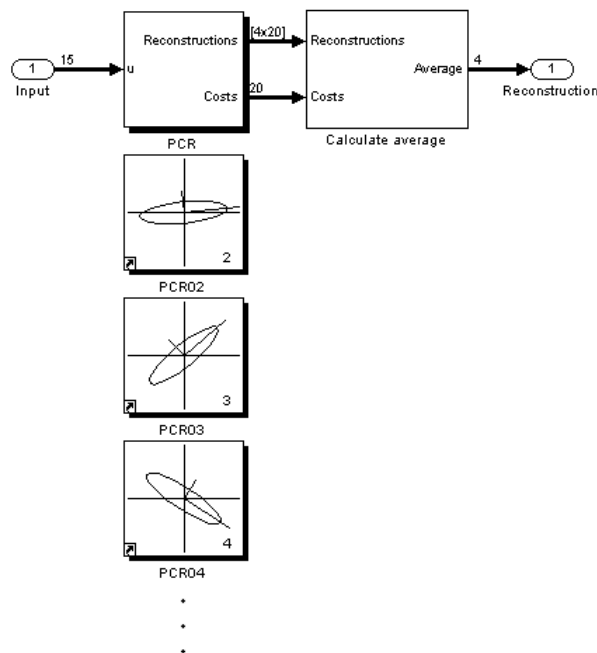 [4x20]
Reconstructions
Reconstructions
1
15
u
Average
4
1
Input
20
Reconstruction
Costs
Costs
PCR
Calculate average
2
PCR02
3
PCR03
4
PCR04